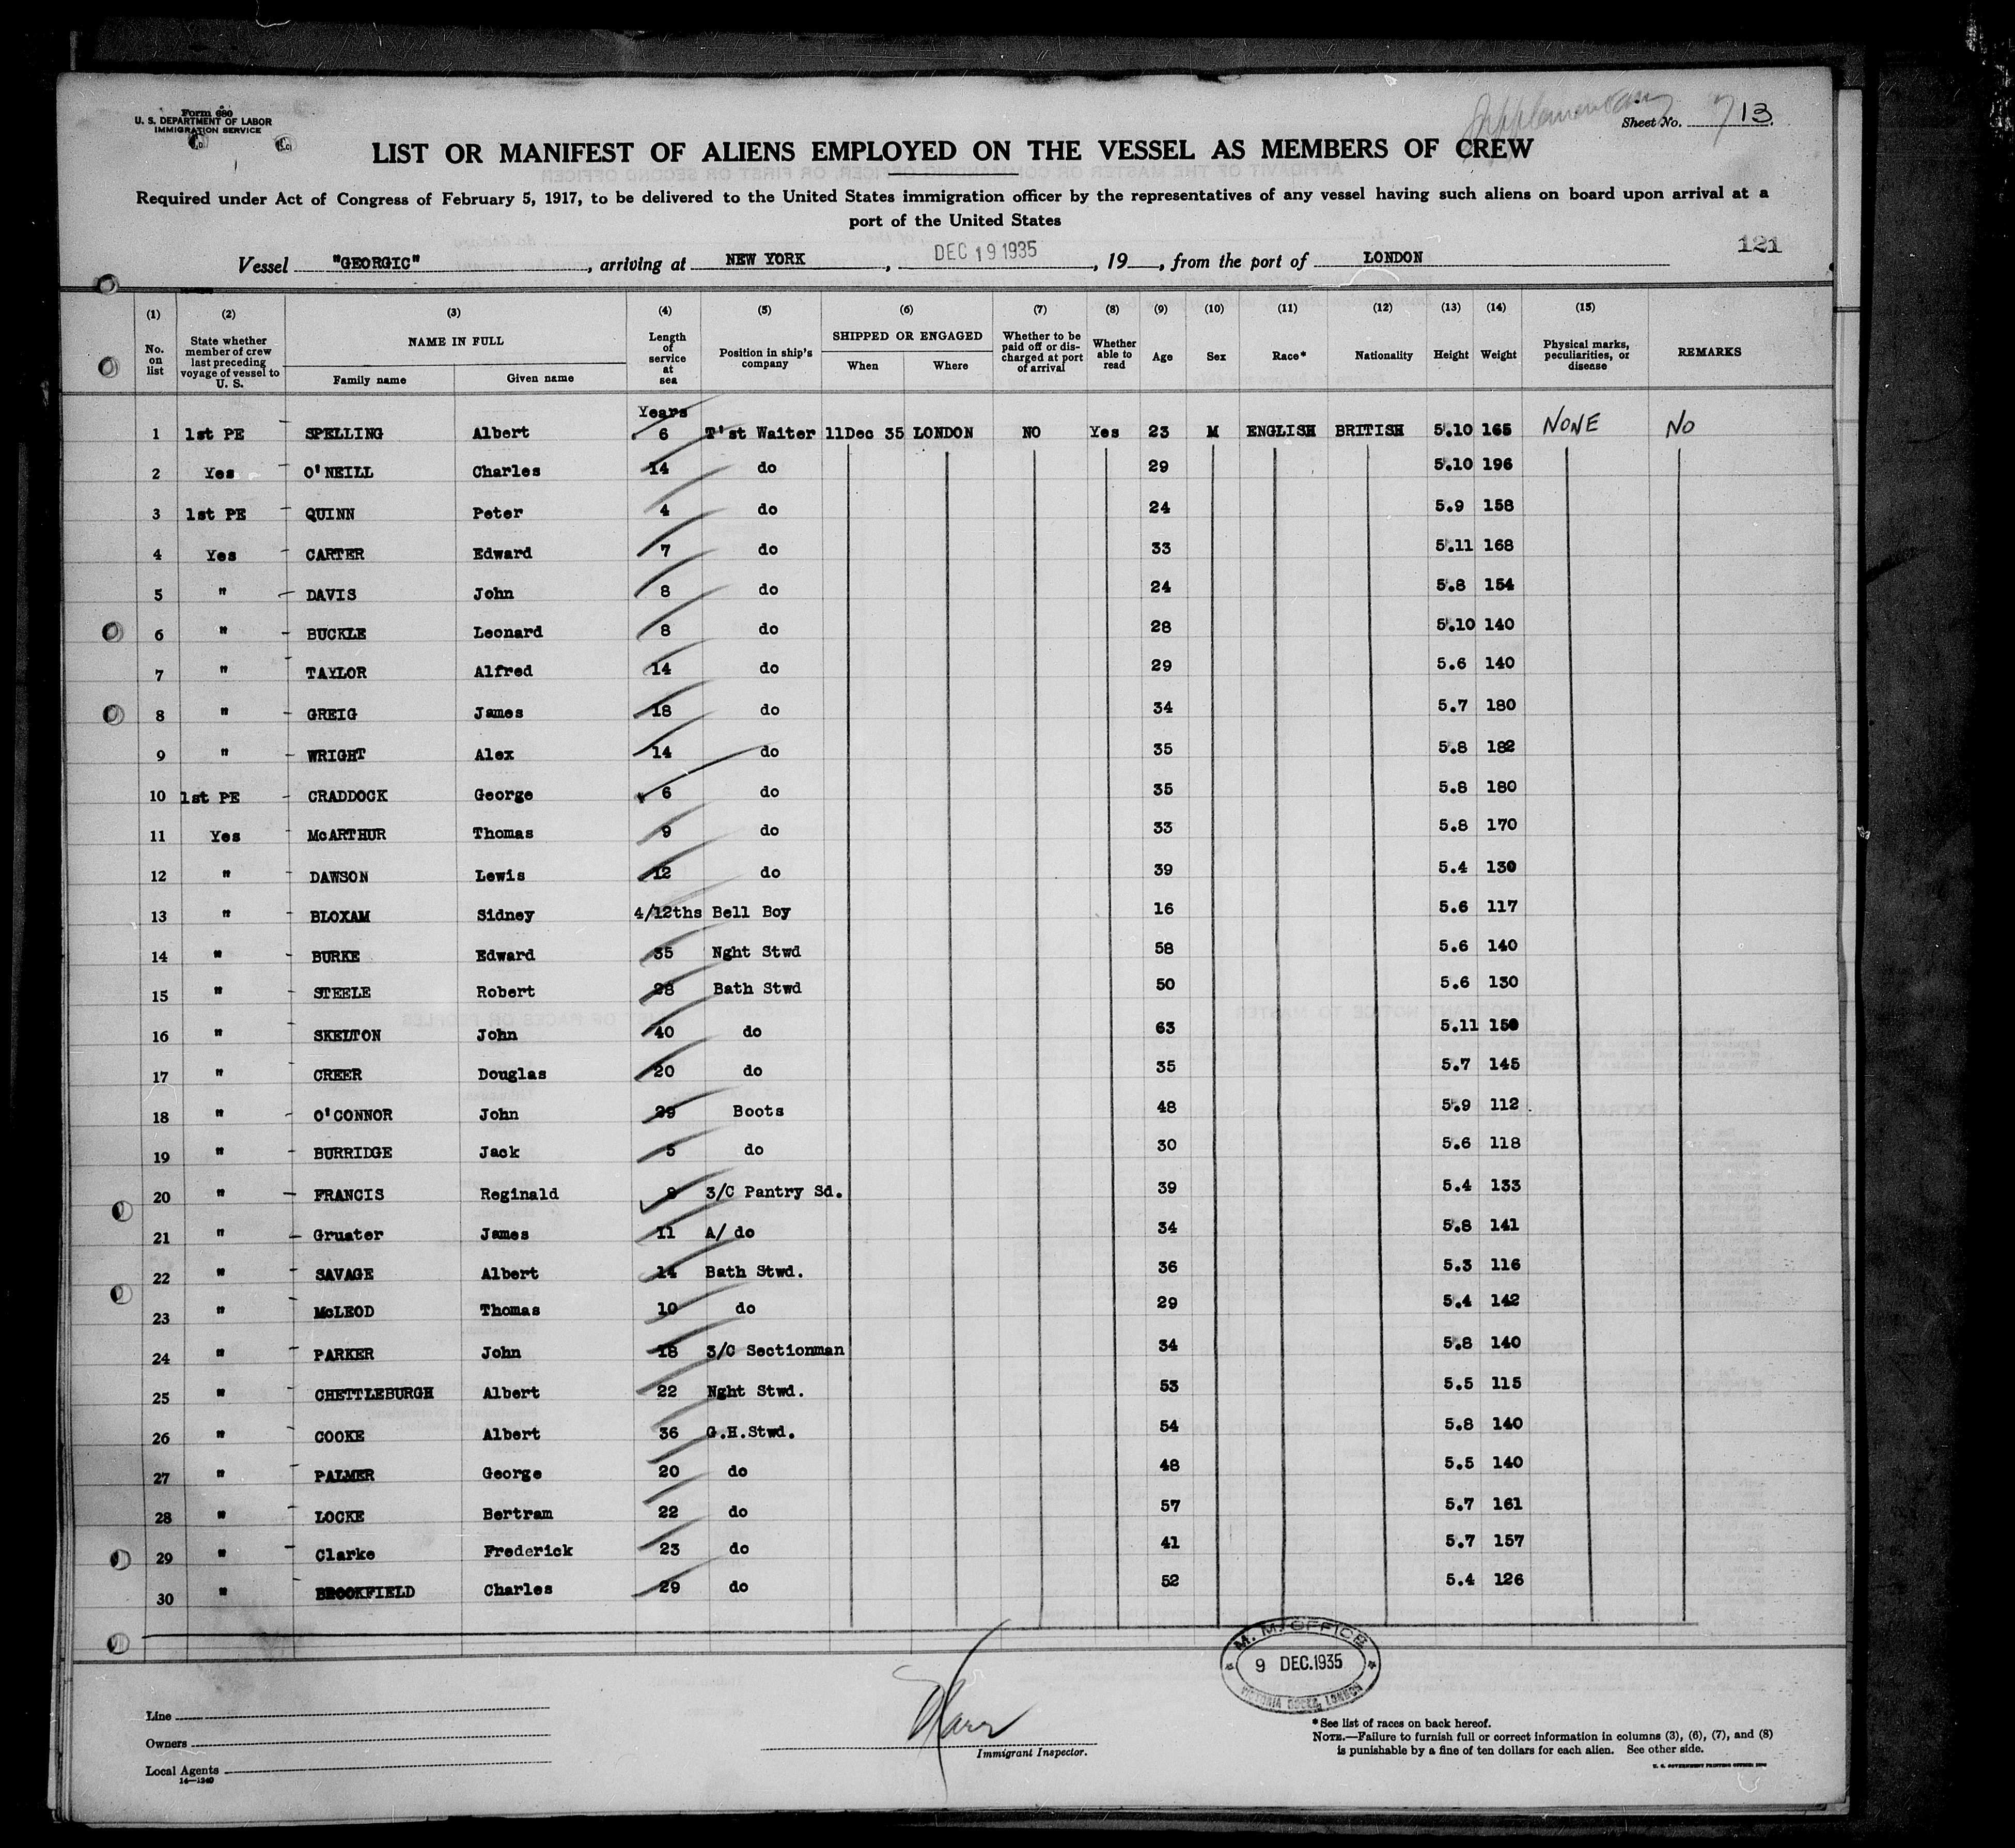 Form 680
U. S. DEPARTMENT OF LABOR
IMMIGRATION SERVICE
Supplementary
Sheet No. 7 13
LIST OR MANIFEST OF ALIENS EMPLOYED ON THE VESSEL AS MEMBERS OF CREW
Required under Act of Congress of February 5, 1917, to be delivered to the United States immigration officer by the representatives of any vessel having such aliens on board upon arrival at a
port of the United States
121
Vessel "GEORGIC", arriving at NEW YORK, DEC 19 1935, 19__, from the port of LONDON
(1) (2) (3) (4) (5) (6) (7) (8) (9) (10) (11) (12) (13) (14) (15)
No. on list | State whether member of crew last preceding voyage of vessel to U. S. | NAME IN FULL | Length of service at sea | Position in ship's company | SHIPPED OR ENGAGED | Whether to be paid off or discharged at port of arrival | Whether able to read | Age | Sex | Race* | Nationality | Height | Weight | Physical marks, peculiarities, or disease | REMARKS
Family name | Given name | When | Where
Years
1 1st PE SPELLING Albert 6 T'st Waiter 11Dec 35 LONDON NO Yes 23 M ENGLISH BRITISH 5.10 165 NONE NO
2 Yes O'NEILL Charles 14 do 29 5.10 196
3 1st PE QUINN Peter 4 do 24 5.9 158
4 Yes CARTER Edward 7 do 33 5.11 168
5 " DAVIS John 8 do 24 5.8 154
6 " BUCKLE Leonard 8 do 28 5.10 140
7 " TAYLOR Alfred 14 do 29 5.6 140
8 " GREIG James 18 do 34 5.7 180
9 " WRIGHT Alex 14 do 35 5.8 182
10 1st PE CRADDOCK George 6 do 35 5.8 180
11 Yes McARTHUR Thomas 9 do 33 5.8 170
12 " DAWSON Lewis 12 do 39 5.4 130
13 " BLOXAM Sidney 4/12ths Bell Boy 16 5.6 117
14 " BURKE Edward 35 Nght Stwd 58 5.6 140
15 " STEELE Robert 28 Bath Stwd 50 5.6 130
16 " SKELTON John 40 do 63 5.11 150
17 " CREER Douglas 20 do 35 5.7 145
18 " O'CONNOR John 29 Boots 48 5.9 112
19 " BURRIDGE Jack 5 do 30 5.6 118
20 " FRANCIS Reginald 3/C Pantry Sd. 39 5.4 133
21 " Gruater James 11 A/ do 34 5.8 141
22 " SAVAGE Albert 14 Bath Stwd. 36 5.3 116
23 " McLEOD Thomas 10 do 29 5.4 142
24 " PARKER John 18 3/C Sectionman 34 5.8 140
25 " CHETTLEBURGH Albert 22 Nght Stwd. 53 5.5 115
26 " COOKE Albert 36 G.H.Stwd. 54 5.8 140
27 " PALMER George 20 do 48 5.5 140
28 " LOCKE Bertram 22 do 57 5.7 161
29 " Clarke Frederick 23 do 41 5.7 157
30 " BROOKFIELD Charles 29 do 52 5.4 126
M. M. OFFICE
9 DEC. 1935
VICTORIA DOCKS, LONDON
Line
Owners
Local Agents
14—1240
Immigrant Inspector.
*See list of races on back hereof.
NOTE.—Failure to furnish full or correct information in columns (3), (6), (7), and (8)
is punishable by a fine of ten dollars for each alien. See other side.